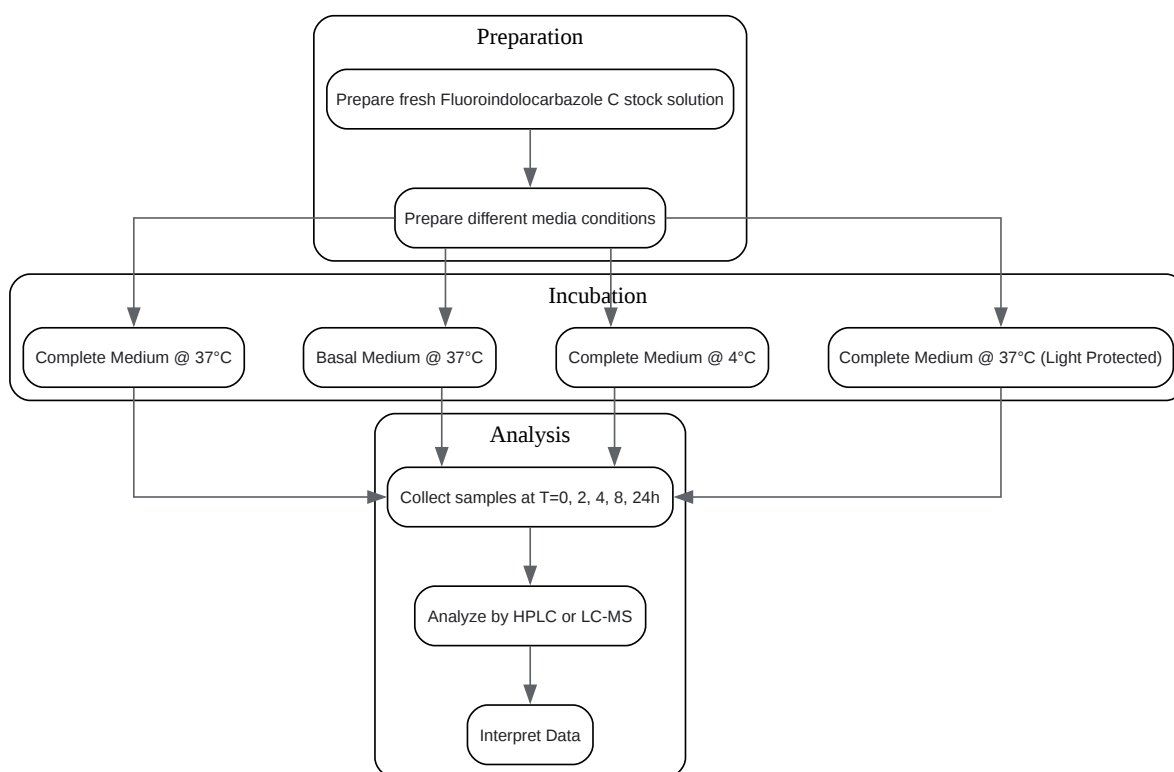 Preparation
Prepare fresh Fluoroindolocarbazole C stock solution
Prepare different media conditions
Incubation
Complete Medium @ 37°C
Basal Medium @ 37°C
Complete Medium @ 4°C
Complete Medium @ 37°C (Light Protected)
Analysis
Collect samples at T=0, 2, 4, 8, 24h
Analyze by HPLC or LC-MS
Interpret Data